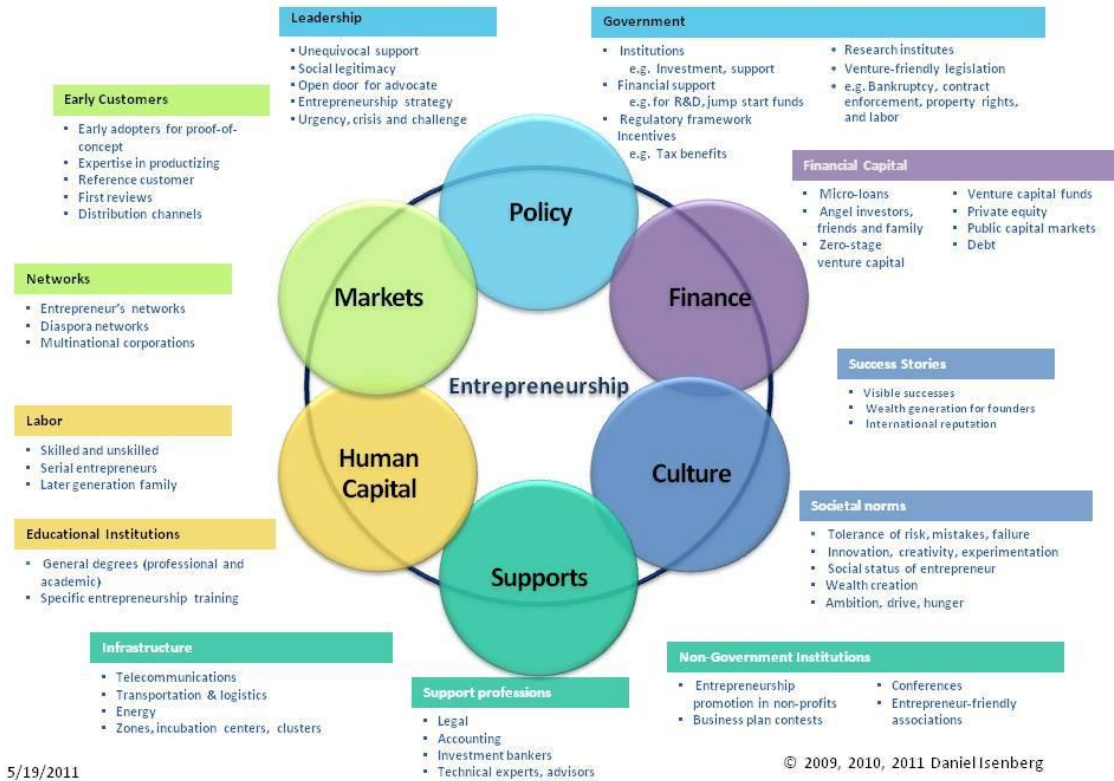 Leadership
▪ Unequivocal support
▪ Social legitimacy
▪ Open door for advocate
▪ Entrepreneurship strategy
▪ Urgency, crisis and challenge
Government
▪ Institutions
e.g. Investment, support
▪ Financial support
e.g. for R&D, jump start funds
▪ Regulatory framework
Incentives
e.g. Tax benefits
• Research institutes
• Venture-friendly legislation
• e.g. Bankruptcy, contract
enforcement, property rights,
and labor
Early Customers
▪ Early adopters for proof-of-
concept
▪ Expertise in productizing
▪ Reference customer
▪ First reviews
▪ Distribution channels
Financial Capital
▪ Micro-loans
▪ Angel investors,
friends and family
▪ Zero-stage
venture capital
▪ Venture capital funds
▪ Private equity
▪ Public capital markets
▪ Debt
Policy
Markets
Finance
Networks
▪ Entrepreneur's networks
▪ Diaspora networks
▪ Multinational corporations
Entrepreneurship
Success Stories
▪ Visible successes
▪ Wealth generation for founders
▪ International reputation
Labor
▪ Skilled and unskilled
▪ Serial entrepreneurs
▪ Later generation family
Human
Capital
Culture
Societal norms
▪ Tolerance of risk, mistakes, failure
▪ Innovation, creativity, experimentation
▪ Social status of entrepreneur
▪ Wealth creation
▪ Ambition, drive, hunger
Educational Institutions
▪ General degrees (professional and
academic)
▪ Specific entrepreneurship training
Supports
Infrastructure
▪ Telecommunications
▪ Transportation & logistics
▪ Energy
▪ Zones, incubation centers, clusters
Support professions
▪ Legal
▪ Accounting
▪ Investment bankers
▪ Technical experts, advisors
Non-Government Institutions
▪ Entrepreneurship
promotion in non-profits
▪ Business plan contests
▪ Conferences
▪ Entrepreneur-friendly
associations
5/19/2011
© 2009, 2010, 2011 Daniel Isenberg